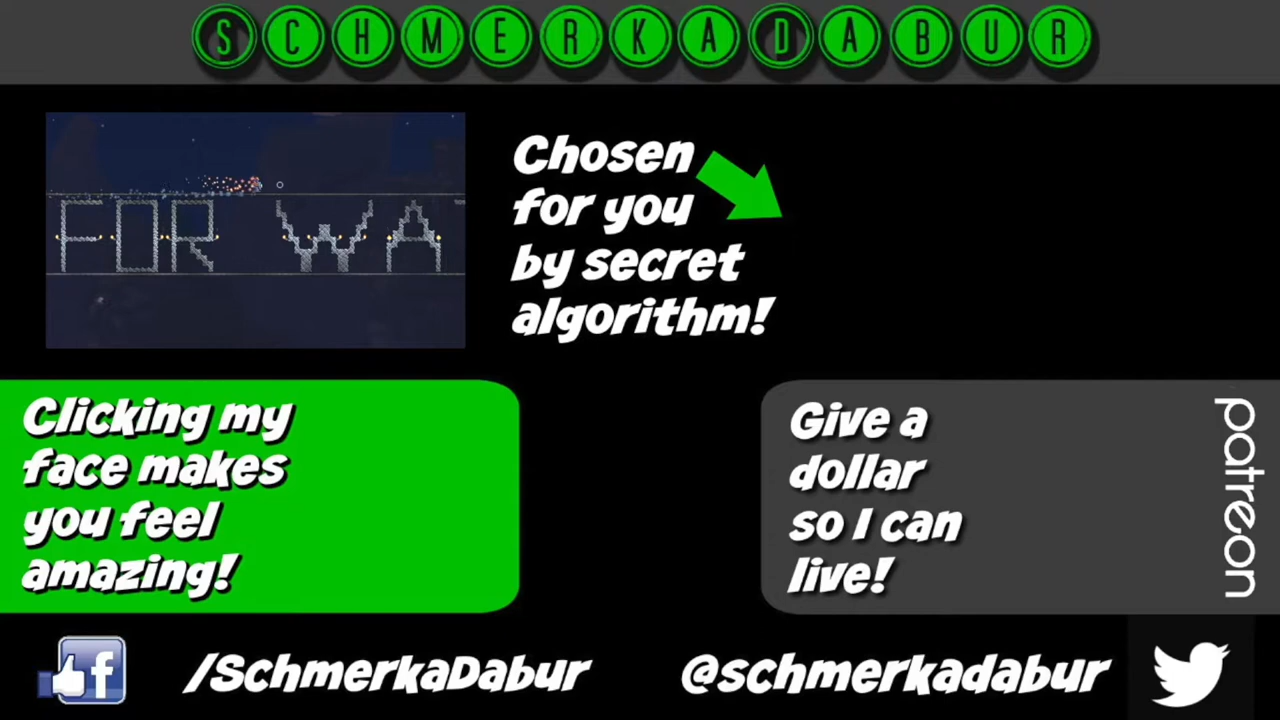 SCHMERKADABUR
FOR WA
Chosen
for you
by secret
algorithm!
Clicking my
face makes
you feel
amazing!
Give a
dollar
so I can
live!
patreon
/SchmerkaDabur
@schmerkadabur